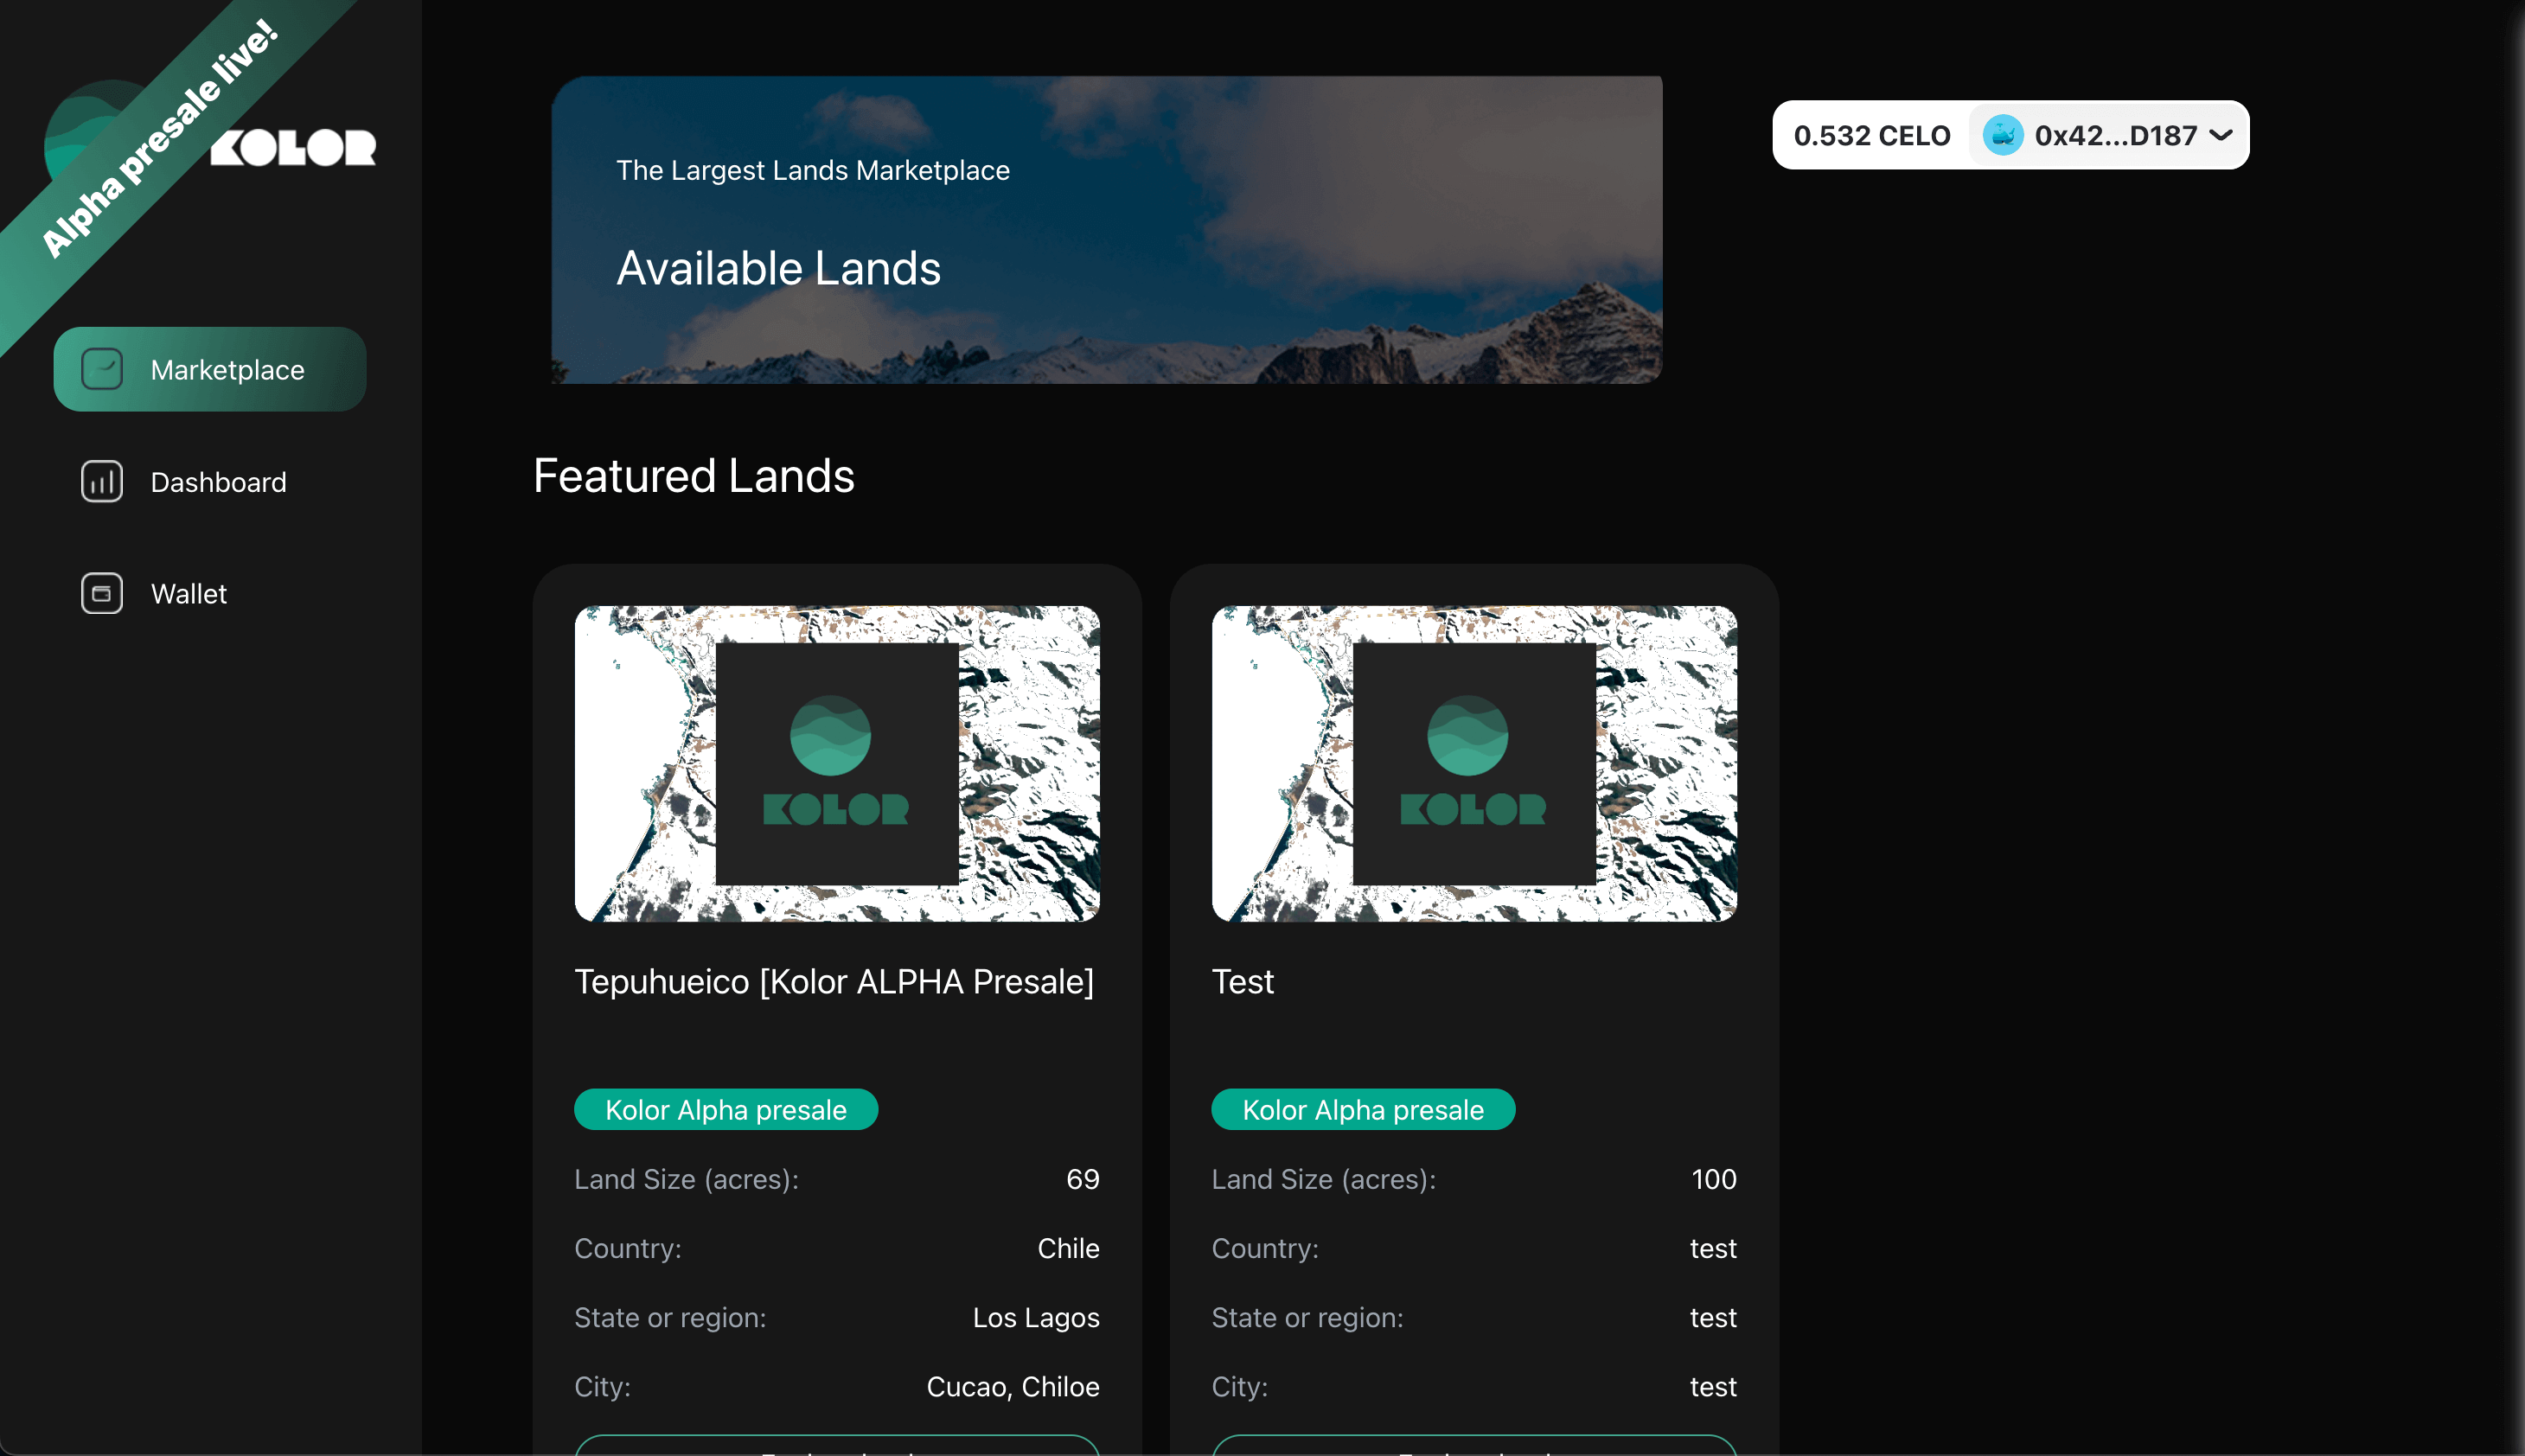 Alpha presale live!
KOLOR
Marketplace
Dashboard
Wallet
The Largest Lands Marketplace
Available Lands
0.532 CELO 0x42...D187
Featured Lands
KOLOR
Tepuhueico [Kolor ALPHA Presale]
Kolor Alpha presale
Land Size (acres): 69
Country: Chile
State or region: Los Lagos
City: Cucao, Chiloe
KOLOR
Test
Kolor Alpha presale
Land Size (acres): 100
Country: test
State or region: test
City: test